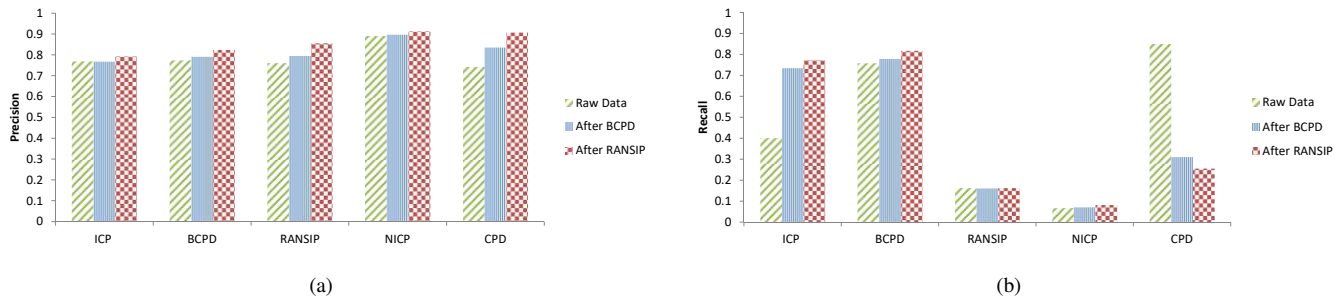 1
0.9
0.8
0.7
0.6
0.5
0.4
0.3
0.2
0.1
0
Precision
ICP BCPD RANSIP NICP CPD
Raw Data
After BCPD
After RANSIP
(a)
1
0.9
0.8
0.7
0.6
0.5
0.4
0.3
0.2
0.1
0
Recall
ICP BCPD RANSIP NICP CPD
Raw Data
After BCPD
After RANSIP
(b)